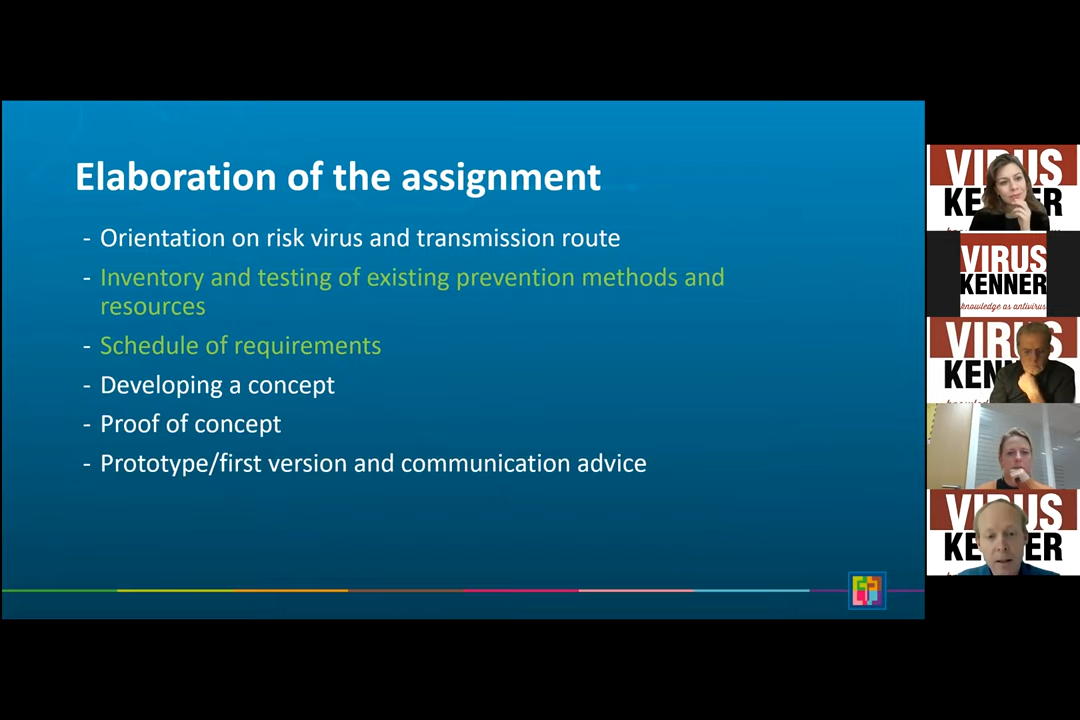 Elaboration of the assignment
- Orientation on risk virus and transmission route
- Inventory and testing of existing prevention methods and
resources
- Schedule of requirements
- Developing a concept
- Proof of concept
- Prototype/first version and communication advice
VIRUS
KENNER
VIRUS
KENNER
knowledge as antivirus
VIRUS
KENNER
VIRUS
KENNER